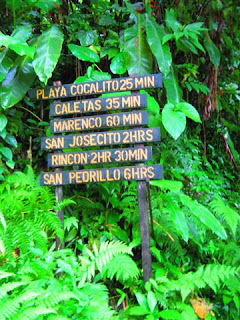 PLAYA COCALITO 25 MIN
CALETAS 35 MIN
MARENCO 60 MIN
SAN JOSECITO 2HRS
RINCON 2HR 30MIN
SAN PEDRILLO 6HRS